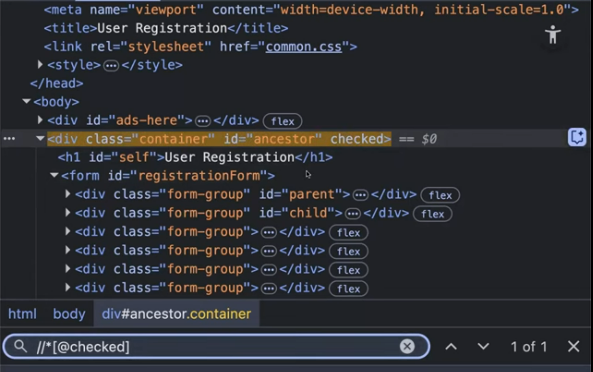 <meta name="viewport" content="width=device-width, initial-scale=1.0">
<title>User Registration</title>
<link rel="stylesheet" href="common.css">
<style>…</style>
</head>
<body>
<div id="ads-here">…</div> flex
… <div class="container" id="ancestor" checked> == $0
<h1 id="self">User Registration</h1>
<form id="registrationForm">
<div class="form-group" id="parent">…</div> flex
<div class="form-group" id="child">…</div> flex
<div class="form-group">…</div> flex
<div class="form-group">…</div> flex
<div class="form-group">…</div> flex
<div class="form-group">…</div> flex
html body div#ancestor.container
//*[@checked] 1 of 1